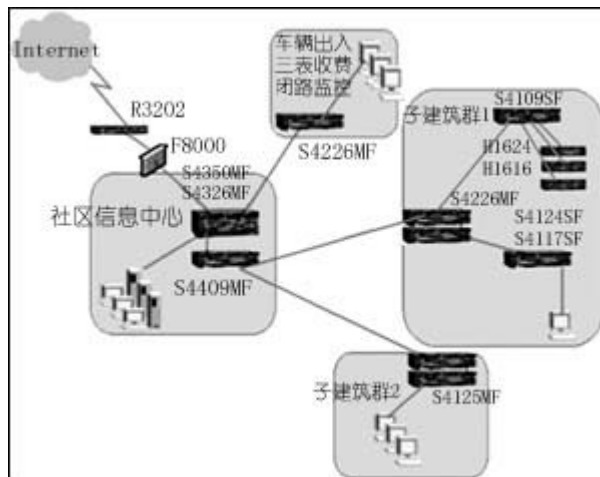 Internet
R3202
F8000
车辆出入
三表收费
闭路监控
S4226MF
S4350MF
S4326MF
社区信息中心
S4409MF
子建筑群1
S4109SF
H1624
H1616
S4226MF
S4124SF
S4117SF
子建筑群2
S4125MF